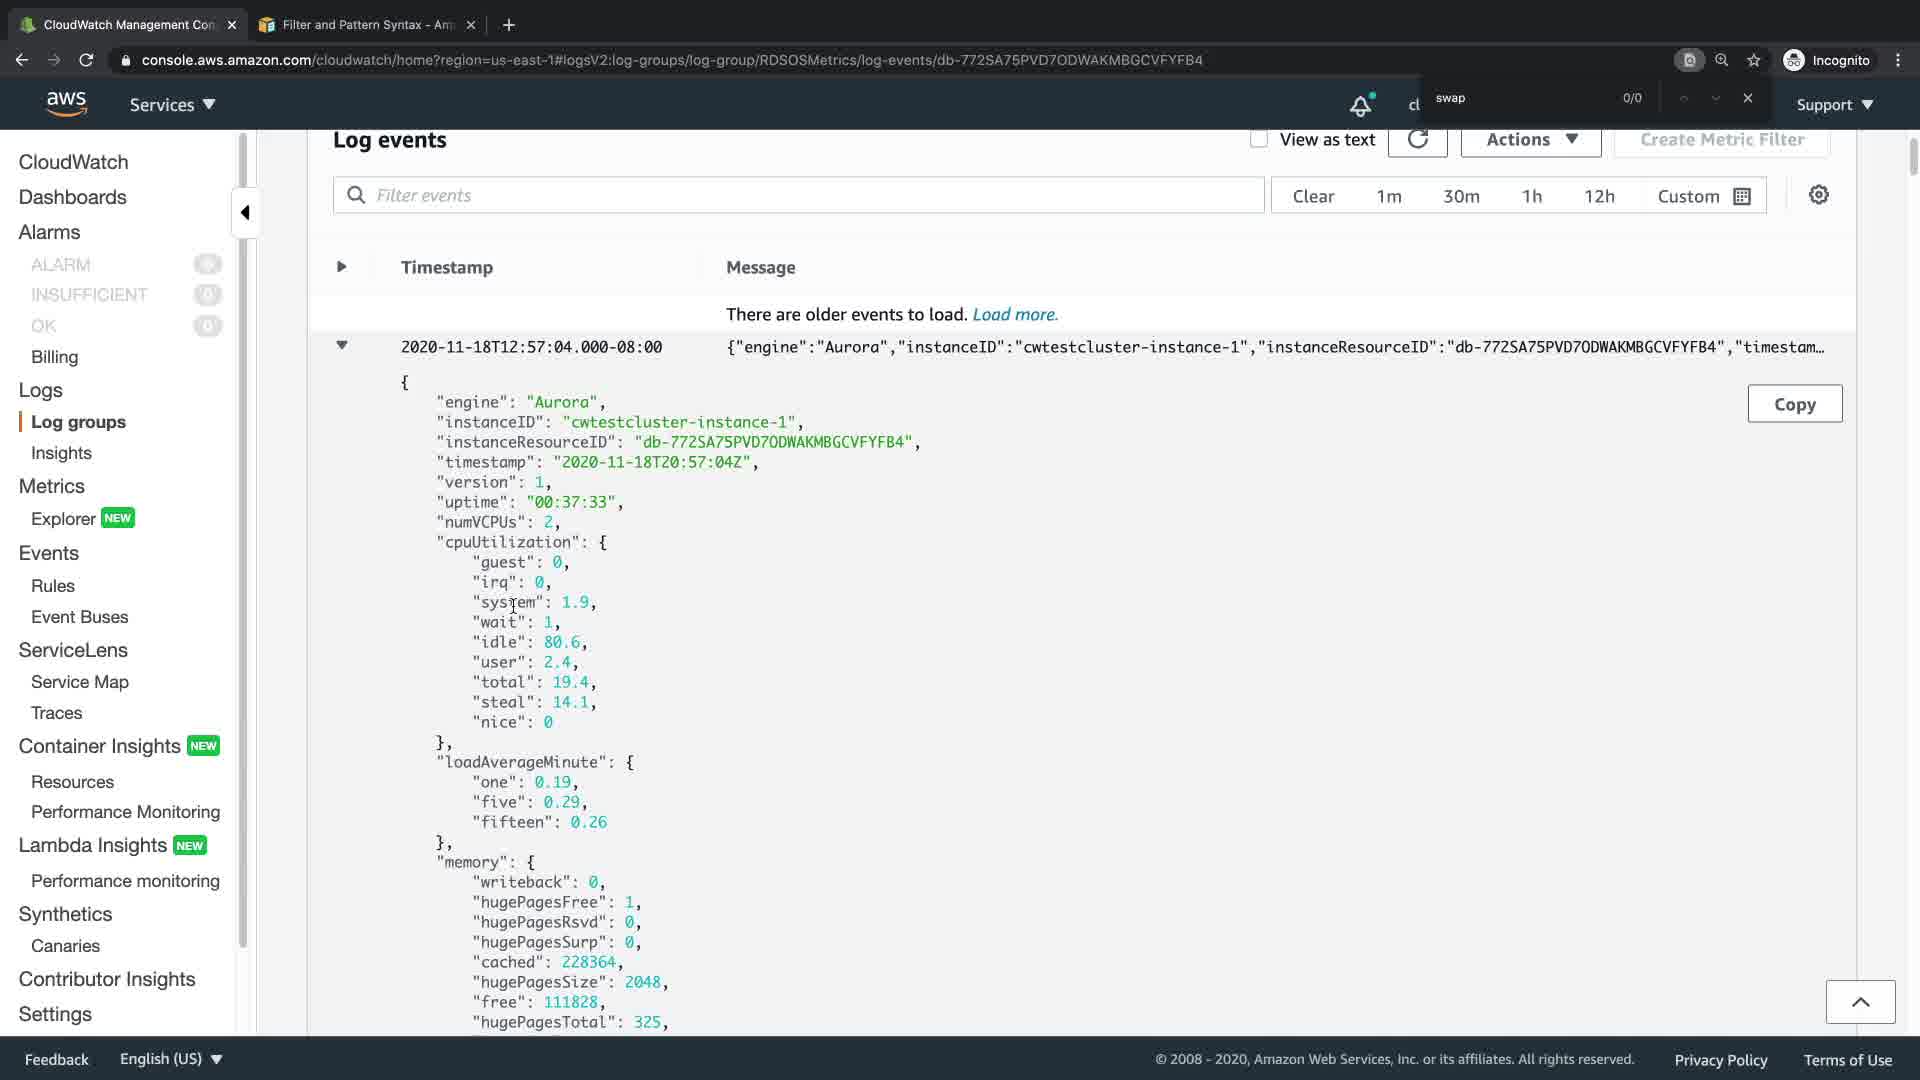 CloudWatch Management Con
Filter and Pattern Syntax - Am
console.aws.amazon.com/cloudwatch/home?region=us-east-1#logsV2:log-groups/log-group/RDSOSMetrics/log-events/db-772SA75PVD7ODWAKMBGCVFYFB4
Incognito
aws
Services
cl
swap
0/0
Support
CloudWatch
Dashboards
Alarms
ALARM
INSUFFICIENT 0
OK 0
Billing
Logs
Log groups
Insights
Metrics
Explorer NEW
Events
Rules
Event Buses
ServiceLens
Service Map
Traces
Container Insights NEW
Resources
Performance Monitoring
Lambda Insights NEW
Performance monitoring
Synthetics
Canaries
Contributor Insights
Settings
Log events
View as text
Actions
Create Metric Filter
Filter events
Clear 1m 30m 1h 12h Custom
Timestamp Message
There are older events to load. Load more.
2020-11-18T12:57:04.000-08:00 {"engine":"Aurora","instanceID":"cwtestcluster-instance-1","instanceResourceID":"db-772SA75PVD7ODWAKMBGCVFYFB4","timestam…
{
"engine": "Aurora",
"instanceID": "cwtestcluster-instance-1",
"instanceResourceID": "db-772SA75PVD7ODWAKMBGCVFYFB4",
"timestamp": "2020-11-18T20:57:04Z",
"version": 1,
"uptime": "00:37:33",
"numVCPUs": 2,
"cpuUtilization": {
"guest": 0,
"irq": 0,
"system": 1.9,
"wait": 1,
"idle": 80.6,
"user": 2.4,
"total": 19.4,
"steal": 14.1,
"nice": 0
},
"loadAverageMinute": {
"one": 0.19,
"five": 0.29,
"fifteen": 0.26
},
"memory": {
"writeback": 0,
"hugePagesFree": 1,
"hugePagesRsvd": 0,
"hugePagesSurp": 0,
"cached": 228364,
"hugePagesSize": 2048,
"free": 111828,
"hugePagesTotal": 325,
Copy
Feedback
English (US)
© 2008 - 2020, Amazon Web Services, Inc. or its affiliates. All rights reserved.
Privacy Policy
Terms of Use